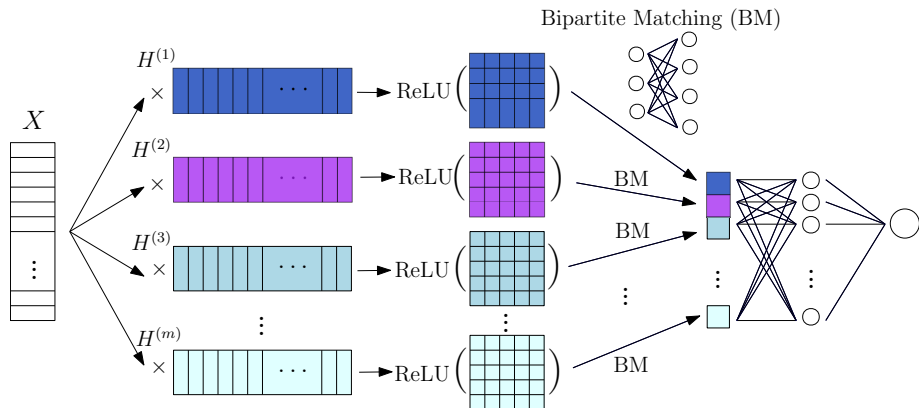 Bipartite Matching (BM)
X
H^{(1)}
× ··· ReLU( )
H^{(2)}
× ··· ReLU( )
BM
H^{(3)}
× ··· ReLU( )
BM
H^{(m)}
× ··· ReLU( )
BM